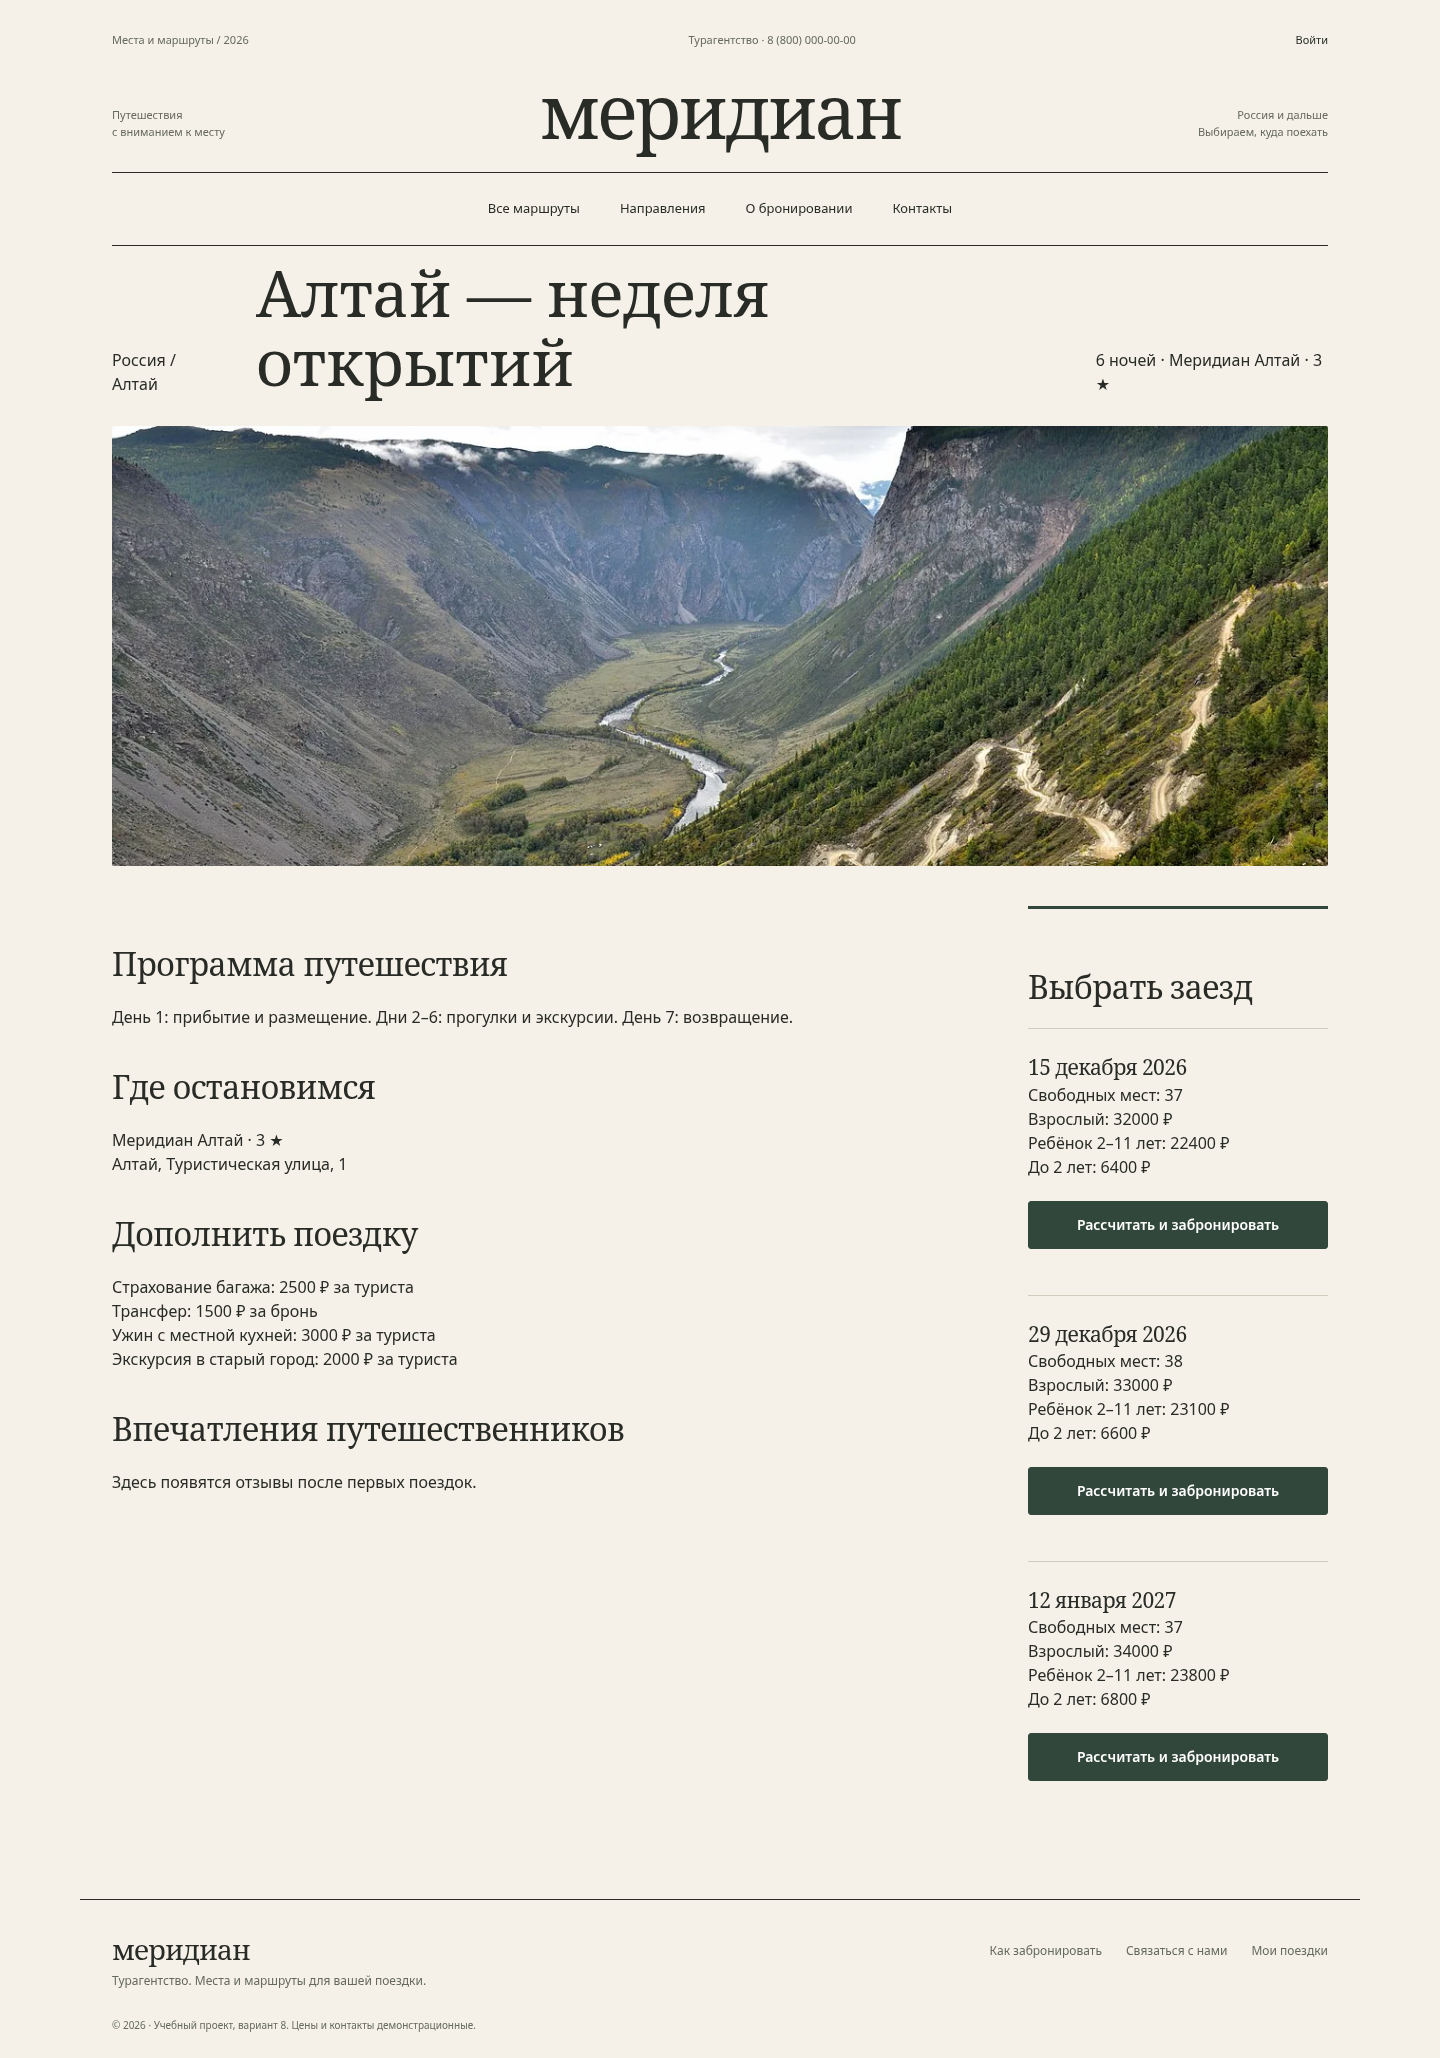 Места и маршруты / 2026
Турагентство · 8 (800) 000-00-00
Войти
Путешествия
с вниманием к месту
меридиан
Россия и дальше
Выбираем, куда поехать
Все маршруты
Направления
О бронировании
Контакты
Россия /
Алтай
Алтай — неделя
открытий
6 ночей · Меридиан Алтай · 3
★
Программа путешествия
День 1: прибытие и размещение. Дни 2–6: прогулки и экскурсии. День 7: возвращение.
Где остановимся
Меридиан Алтай · 3 ★
Алтай, Туристическая улица, 1
Дополнить поездку
Страхование багажа: 2500 ₽ за туриста
Трансфер: 1500 ₽ за бронь
Ужин с местной кухней: 3000 ₽ за туриста
Экскурсия в старый город: 2000 ₽ за туриста
Впечатления путешественников
Здесь появятся отзывы после первых поездок.
Выбрать заезд
15 декабря 2026
Свободных мест: 37
Взрослый: 32000 ₽
Ребёнок 2–11 лет: 22400 ₽
До 2 лет: 6400 ₽
Рассчитать и забронировать
29 декабря 2026
Свободных мест: 38
Взрослый: 33000 ₽
Ребёнок 2–11 лет: 23100 ₽
До 2 лет: 6600 ₽
Рассчитать и забронировать
12 января 2027
Свободных мест: 37
Взрослый: 34000 ₽
Ребёнок 2–11 лет: 23800 ₽
До 2 лет: 6800 ₽
Рассчитать и забронировать
меридиан
Турагентство. Места и маршруты для вашей поездки.
Как забронировать
Связаться с нами
Мои поездки
© 2026 · Учебный проект, вариант 8. Цены и контакты демонстрационные.